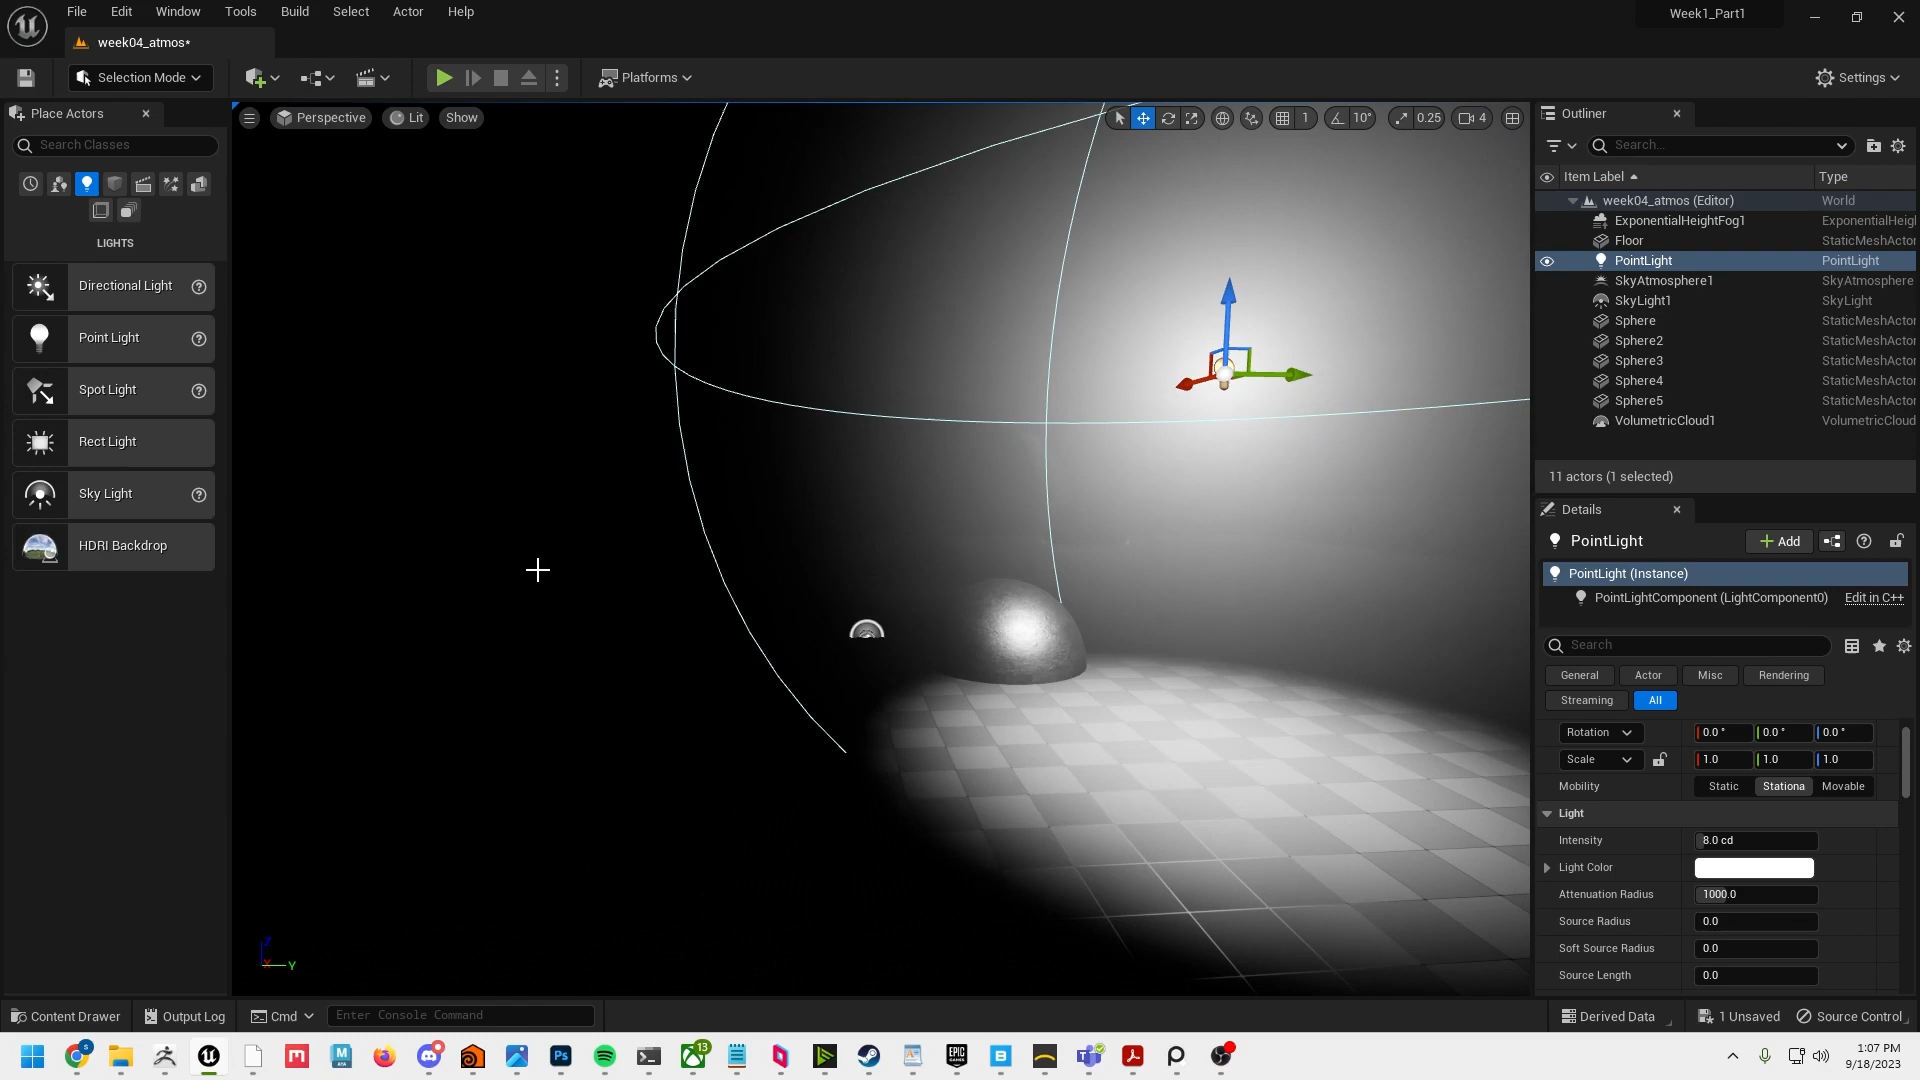 File Edit Window Tools Build Select Actor Help
Week1_Part1
week04_atmos*
Selection Mode
Platforms
Settings
Place Actors
Search Classes
LIGHTS
Directional Light
Point Light
Spot Light
Rect Light
Sky Light
HDRI Backdrop
Perspective Lit Show
1 10° 0.25 4
Z
X Y
Outliner
Search...
Item Label Type
week04_atmos (Editor) World
ExponentialHeightFog1 ExponentialHeigh
Floor StaticMeshActor
PointLight PointLight
SkyAtmosphere1 SkyAtmosphere
SkyLight1 SkyLight
Sphere StaticMeshActor
Sphere2 StaticMeshActor
Sphere3 StaticMeshActor
Sphere4 StaticMeshActor
Sphere5 StaticMeshActor
VolumetricCloud1 VolumetricCloud
11 actors (1 selected)
Details
PointLight
Add
PointLight (Instance)
PointLightComponent (LightComponent0) Edit in C++
Search
General Actor Misc Rendering
Streaming All
Rotation 0.0 ° 0.0 ° 0.0 °
Scale 1.0 1.0 1.0
Mobility Static Stationa Movable
Light
Intensity 8.0 cd
Light Color
Attenuation Radius 1000.0
Source Radius 0.0
Soft Source Radius 0.0
Source Length 0.0
Content Drawer Output Log Cmd Enter Console Command
Derived Data 1 Unsaved Source Control
13
1:07 PM
9/18/2023